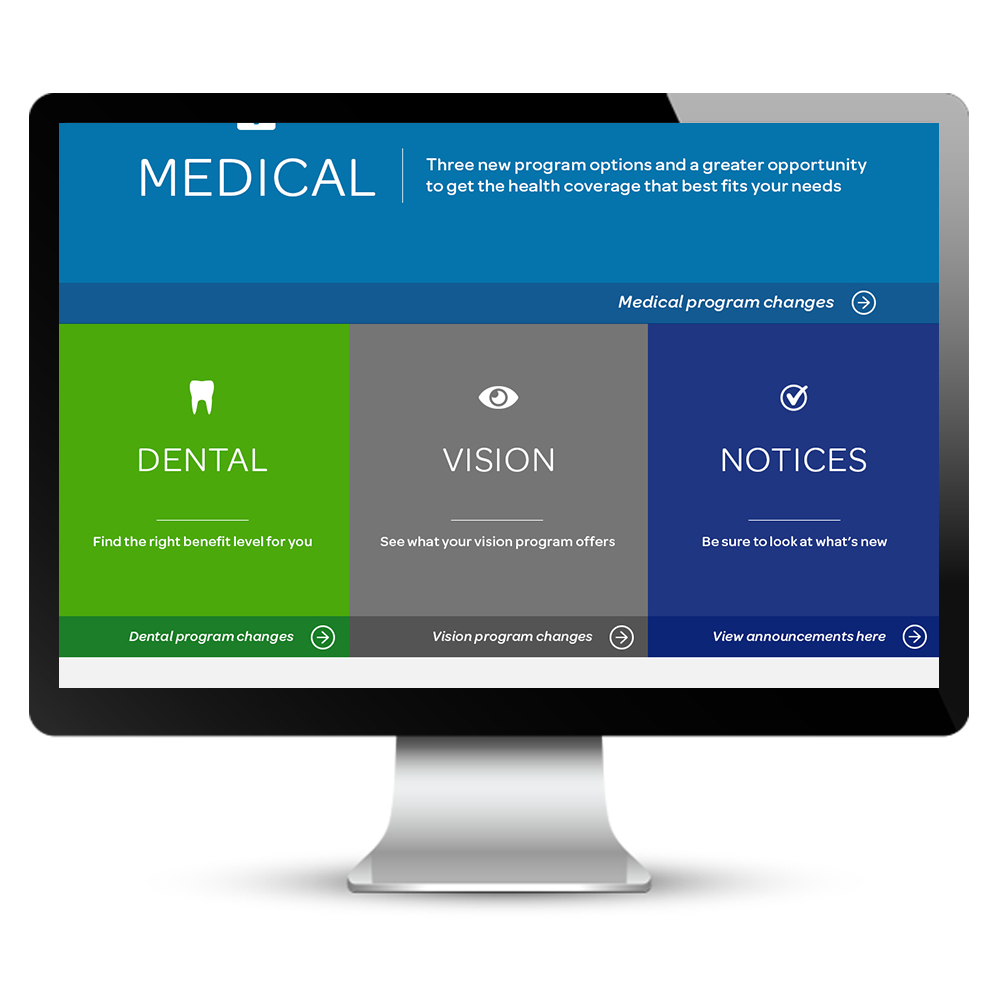 MEDICAL
Three new program options and a greater opportunity
to get the health coverage that best fits your needs
Medical program changes
DENTAL
Find the right benefit level for you
Dental program changes
VISION
See what your vision program offers
Vision program changes
NOTICES
Be sure to look at what's new
View announcements here